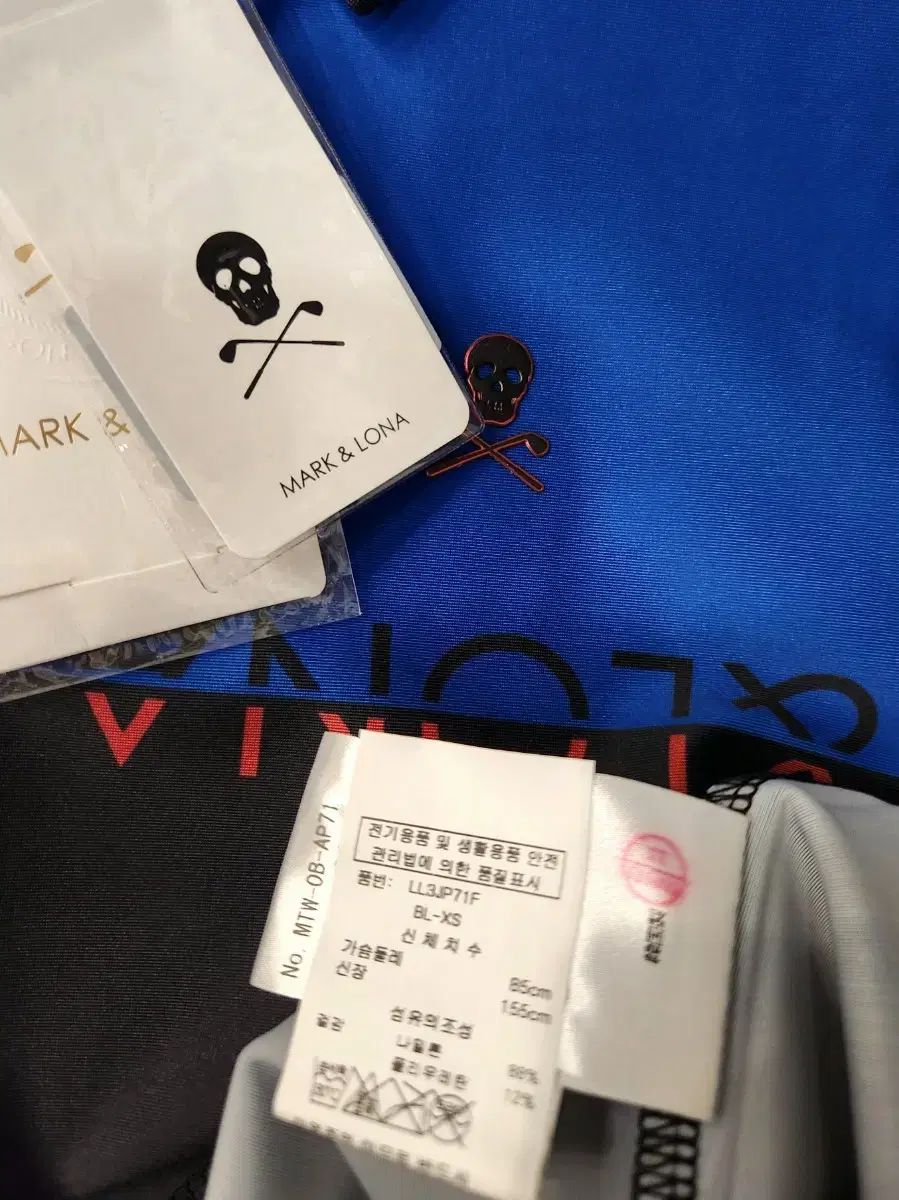 MARK &
MARK & LONA
& LONA
No. MTW-0B-AP71
전기용품 및 생활용품 안전
관리법에 의한 품질표시
품번: LL3JP71F
BL-XS
신체치수
가슴둘레 85cm
신장 155cm
섬유의조성
겉감
나일론 88%
폴리우레탄 12%